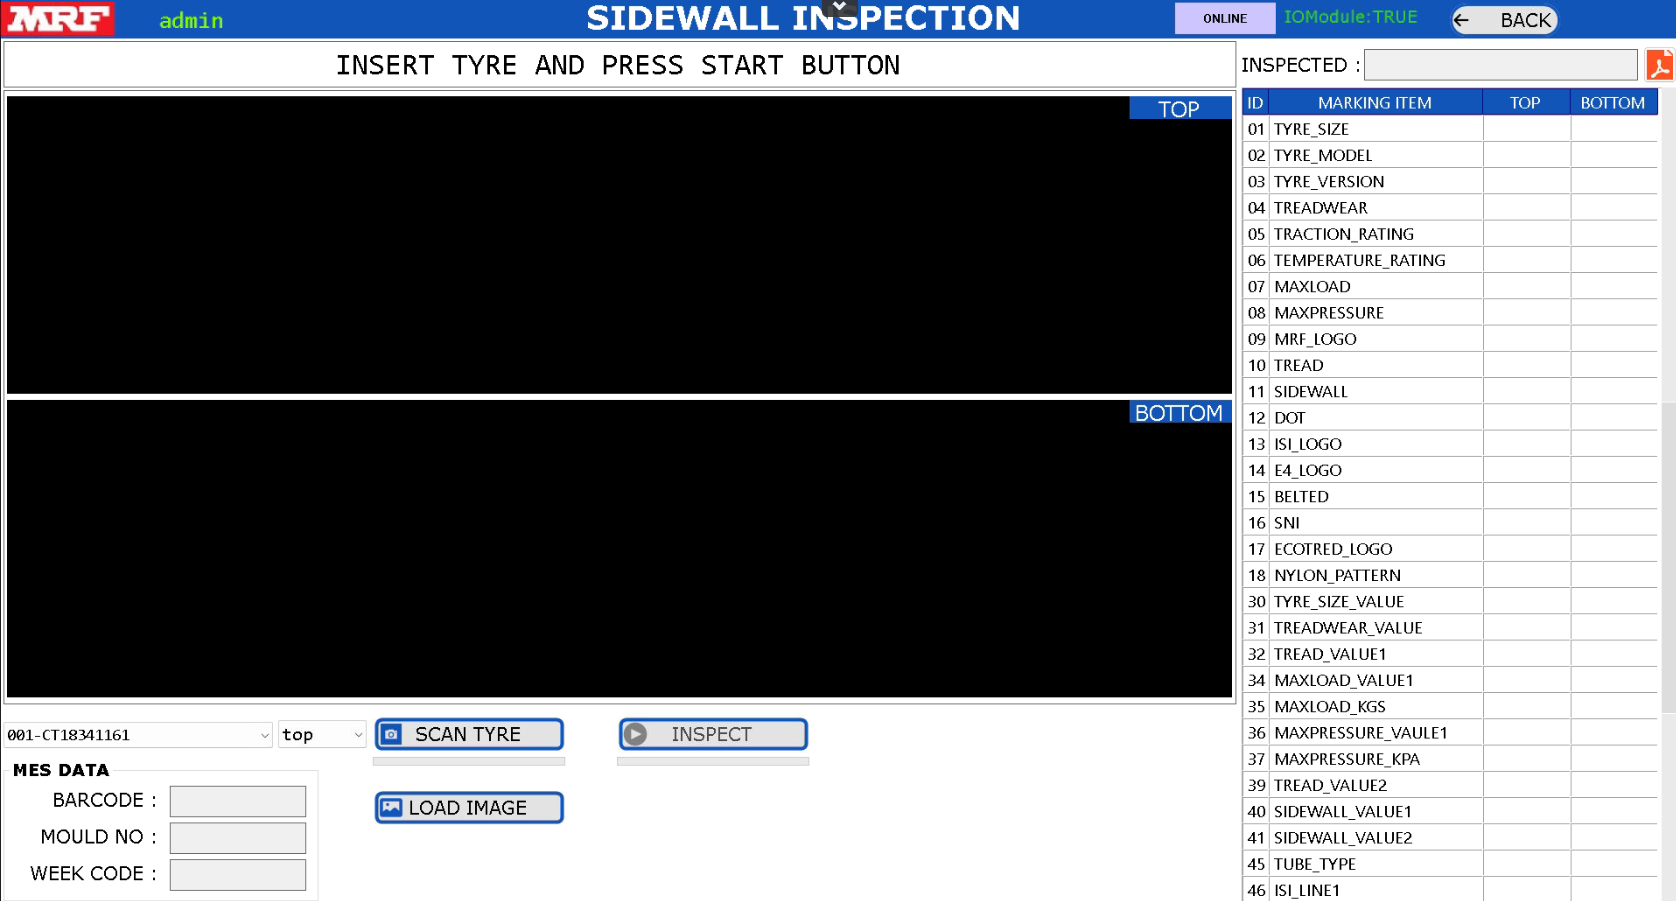 MRF admin SIDEWALL INSPECTION ONLINE IOModule:TRUE ← BACK
INSERT TYRE AND PRESS START BUTTON
INSPECTED :
TOP
BOTTOM
ID MARKING ITEM TOP BOTTOM
01 TYRE_SIZE
02 TYRE_MODEL
03 TYRE_VERSION
04 TREADWEAR
05 TRACTION_RATING
06 TEMPERATURE_RATING
07 MAXLOAD
08 MAXPRESSURE
09 MRF_LOGO
10 TREAD
11 SIDEWALL
12 DOT
13 ISI_LOGO
14 E4_LOGO
15 BELTED
16 SNI
17 ECOTRED_LOGO
18 NYLON_PATTERN
30 TYRE_SIZE_VALUE
31 TREADWEAR_VALUE
32 TREAD_VALUE1
34 MAXLOAD_VALUE1
35 MAXLOAD_KGS
36 MAXPRESSURE_VAULE1
37 MAXPRESSURE_KPA
39 TREAD_VALUE2
40 SIDEWALL_VALUE1
41 SIDEWALL_VALUE2
45 TUBE_TYPE
46 ISI_LINE1
001-CT18341161 top SCAN TYRE INSPECT
LOAD IMAGE
MES DATA
BARCODE :
MOULD NO :
WEEK CODE :